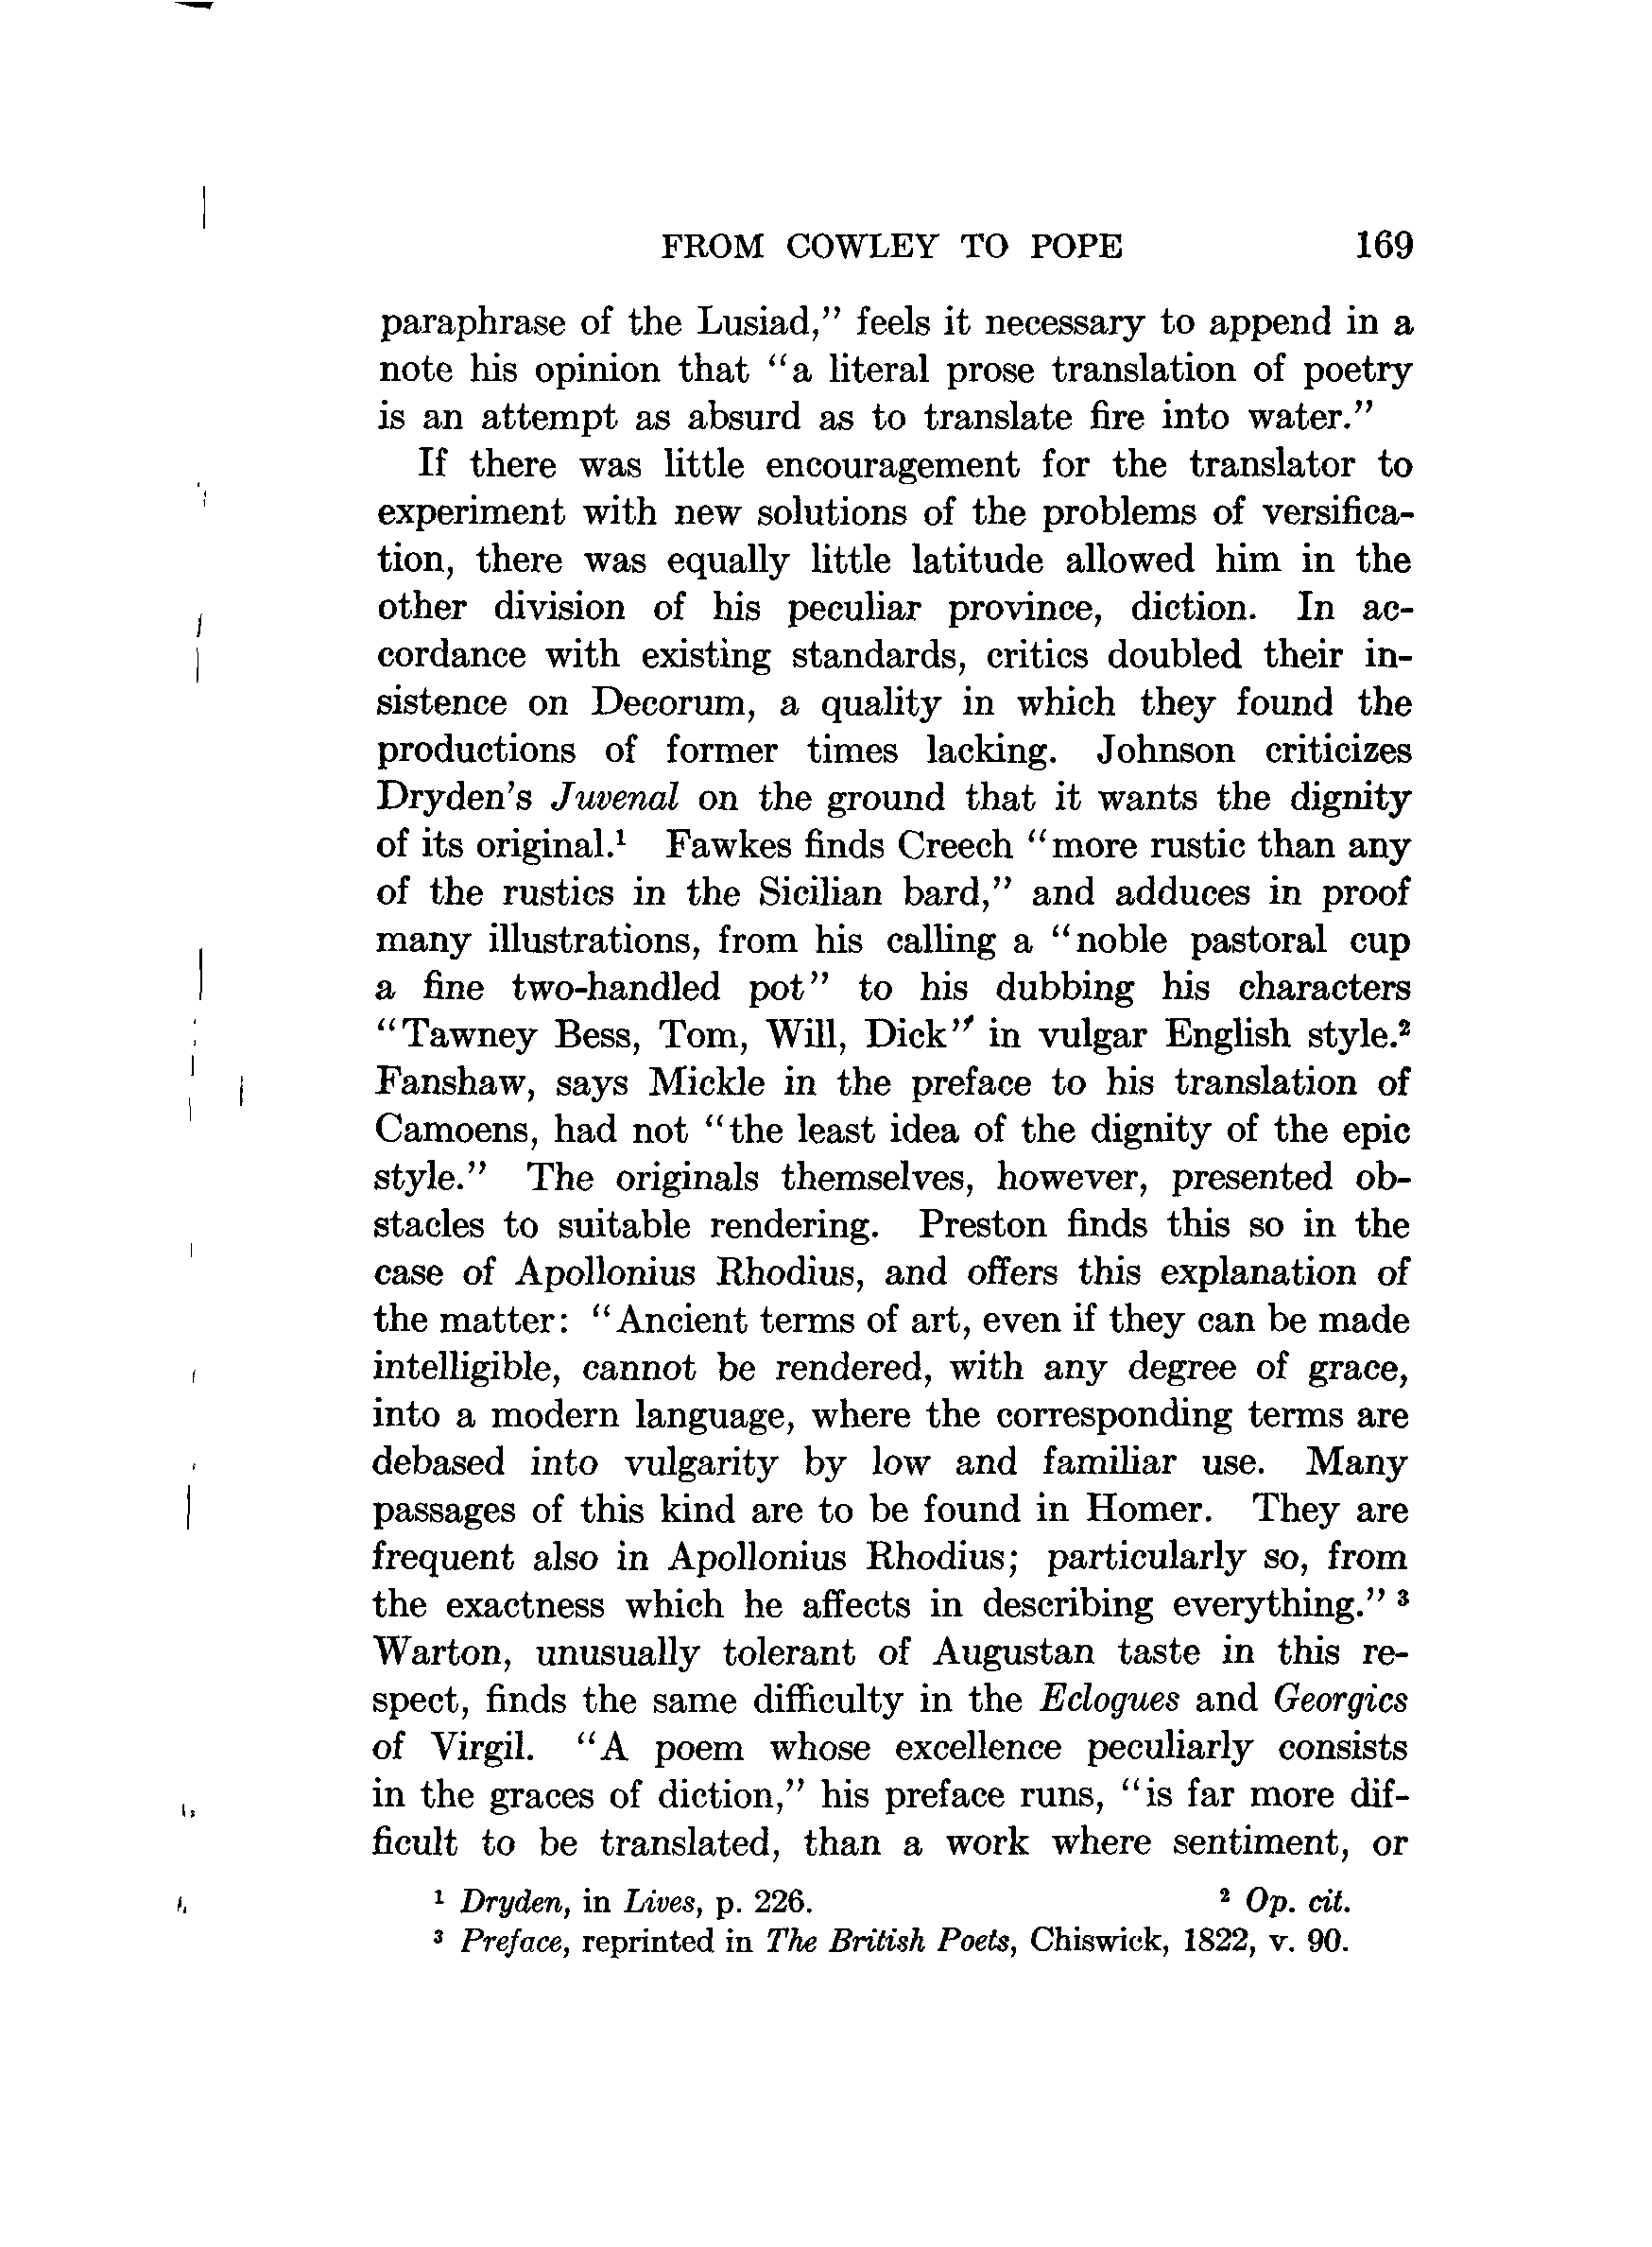 FROM COWLEY TO POPE 169
paraphrase of the Lusiad,” feels it necessary to append in a
note his opinion that “a literal prose translation of poetry
is an attempt as absurd as to translate fire into water.”
If there was little encouragement for the translator to
experiment with new solutions of the problems of versifica-
tion, there was equally little latitude allowed him in the
other division of his peculiar province, diction. In ac-
cordance with existing standards, critics doubled their in-
sistence on Decorum, a quality in which they found the
productions of former times lacking. Johnson criticizes
Dryden’s Juvenal on the ground that it wants the dignity
of its original.¹ Fawkes finds Creech “more rustic than any
of the rustics in the Sicilian bard,” and adduces in proof
many illustrations, from his calling a “noble pastoral cup
a fine two-handled pot” to his dubbing his characters
“Tawney Bess, Tom, Will, Dick” in vulgar English style.²
Fanshaw, says Mickle in the preface to his translation of
Camoens, had not “the least idea of the dignity of the epic
style.” The originals themselves, however, presented ob-
stacles to suitable rendering. Preston finds this so in the
case of Apollonius Rhodius, and offers this explanation of
the matter: “Ancient terms of art, even if they can be made
intelligible, cannot be rendered, with any degree of grace,
into a modern language, where the corresponding terms are
debased into vulgarity by low and familiar use. Many
passages of this kind are to be found in Homer. They are
frequent also in Apollonius Rhodius; particularly so, from
the exactness which he affects in describing everything.” ³
Warton, unusually tolerant of Augustan taste in this re-
spect, finds the same difficulty in the Eclogues and Georgics
of Virgil. “A poem whose excellence peculiarly consists
in the graces of diction,” his preface runs, “is far more dif-
ficult to be translated, than a work where sentiment, or
¹ Dryden, in Lives, p. 226. ² Op. cit.
³ Preface, reprinted in The British Poets, Chiswick, 1822, v. 90.